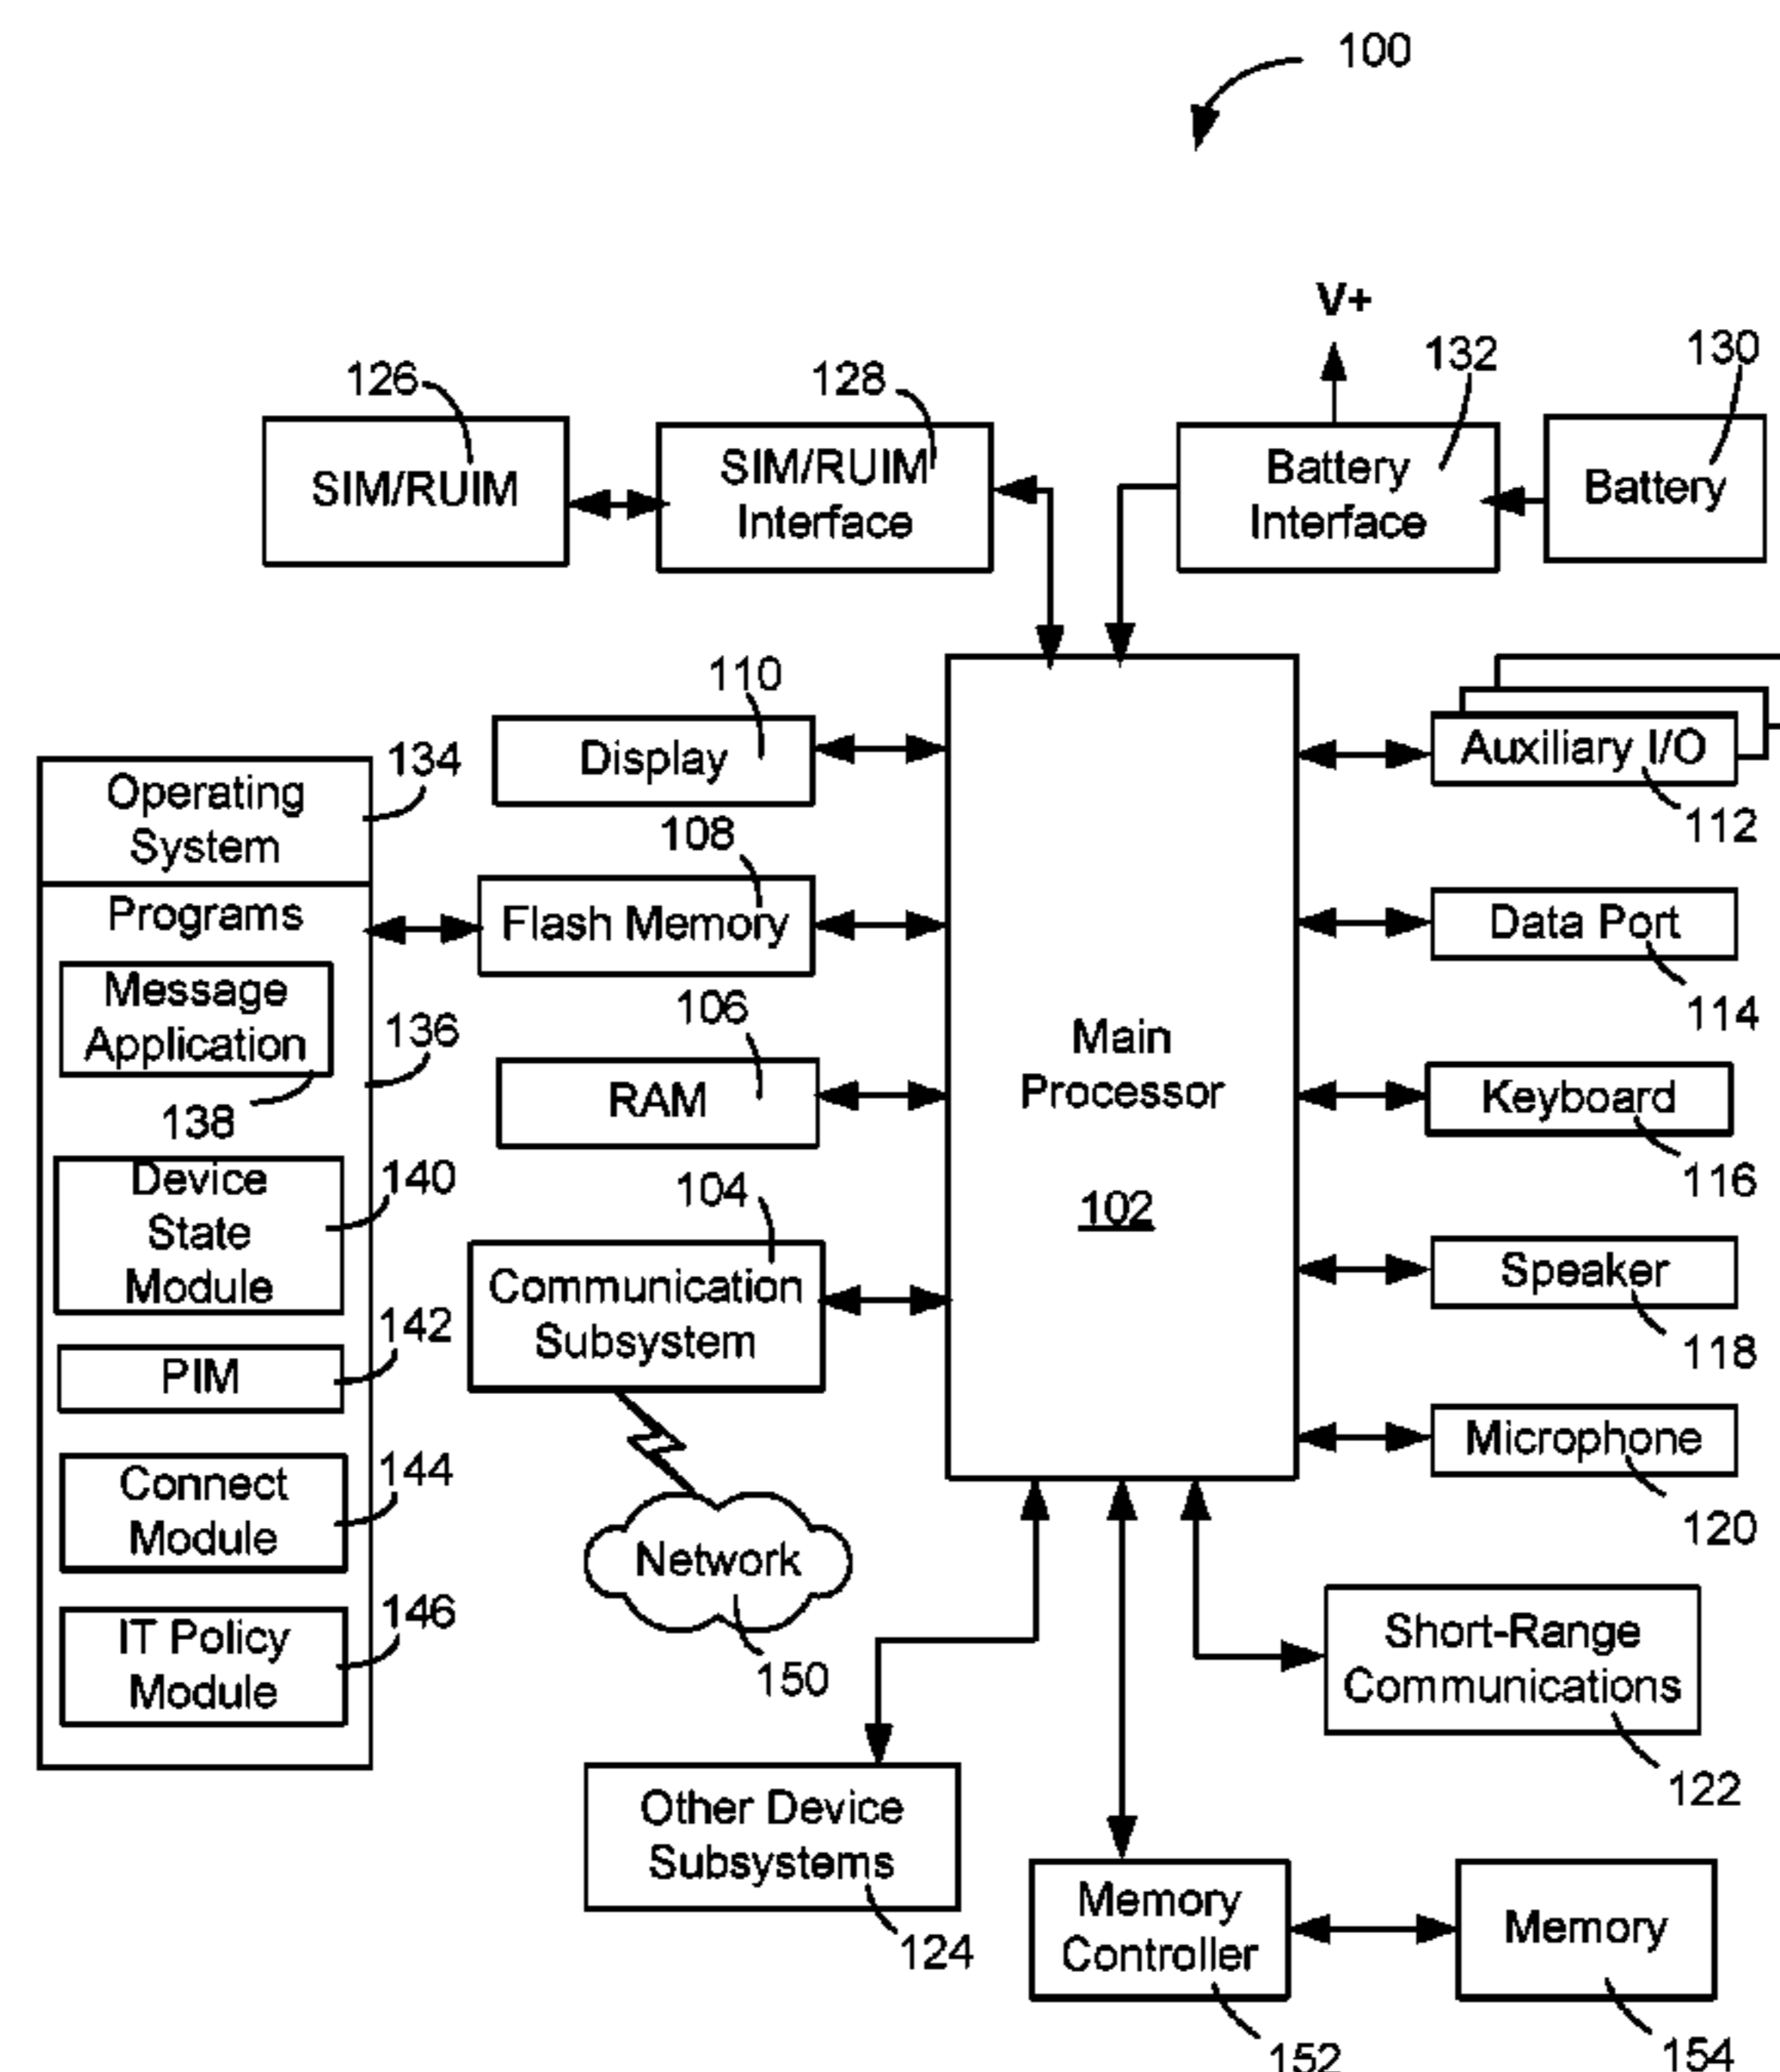 100
V+
126
128
132
130
SIM/RUIM
SIM/RUIM
Interface
Battery
Interface
Battery
110
Display
Auxiliary I/O
112
134
Operating
System
108
Flash Memory
Data Port
114
Programs
Message
Application
138
136
106
RAM
Main
Processor
102
Keyboard
116
Device
State
Module
140
104
Communication
Subsystem
Speaker
118
PIM
142
Microphone
120
Connect
Module
144
Network
150
IT Policy
Module
146
Short-Range
Communications
122
Other Device
Subsystems
124
Memory
Controller
152
Memory
154